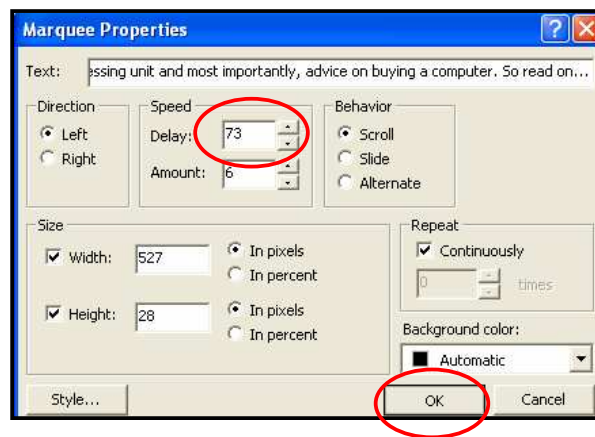 Marquee Properties
Text: essing unit and most importantly, advice on buying a computer. So read on...
Direction Speed Behavior
Left Delay: 73 Scroll
Right Slide
Amount: 6 Alternate
Size Repeat
Width: 527 In pixels Continuously
In percent 0 times
Height: 28 In pixels
In percent Background color:
Automatic
Style... OK Cancel